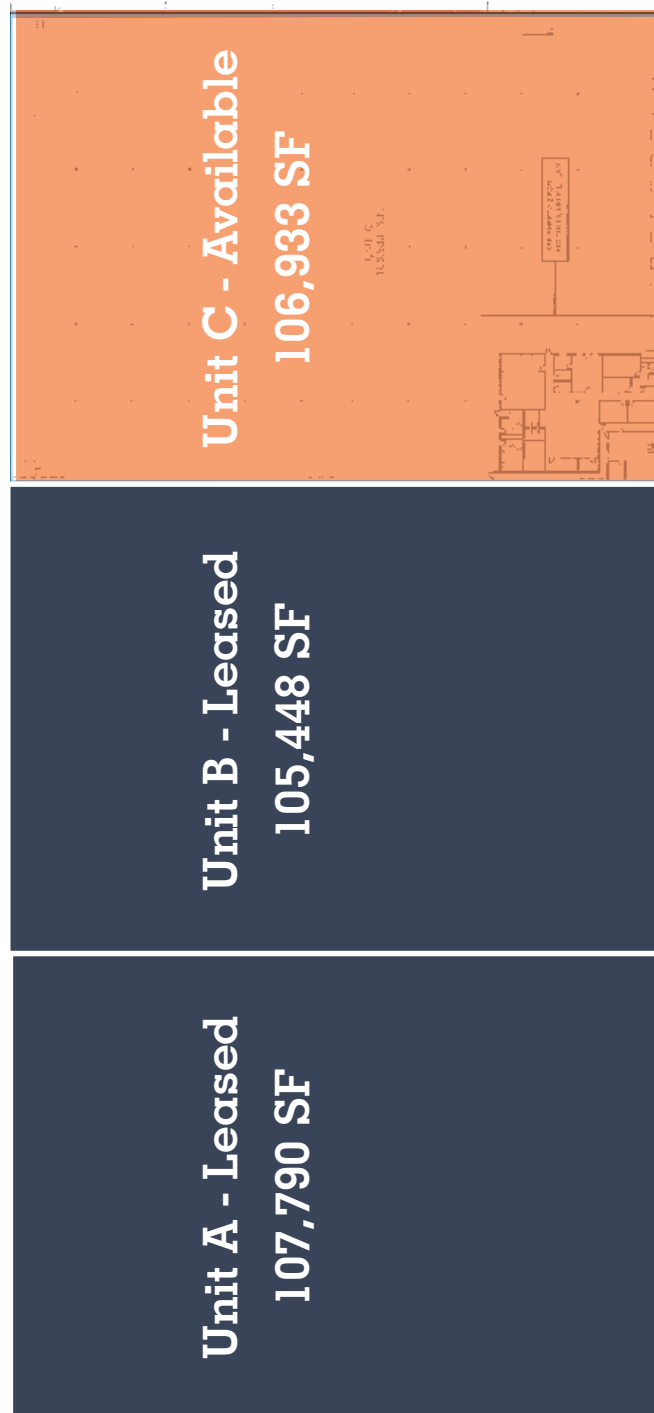 Unit C - Available
106,933 SF
Unit B - Leased
105,448 SF
Unit A - Leased
107,790 SF